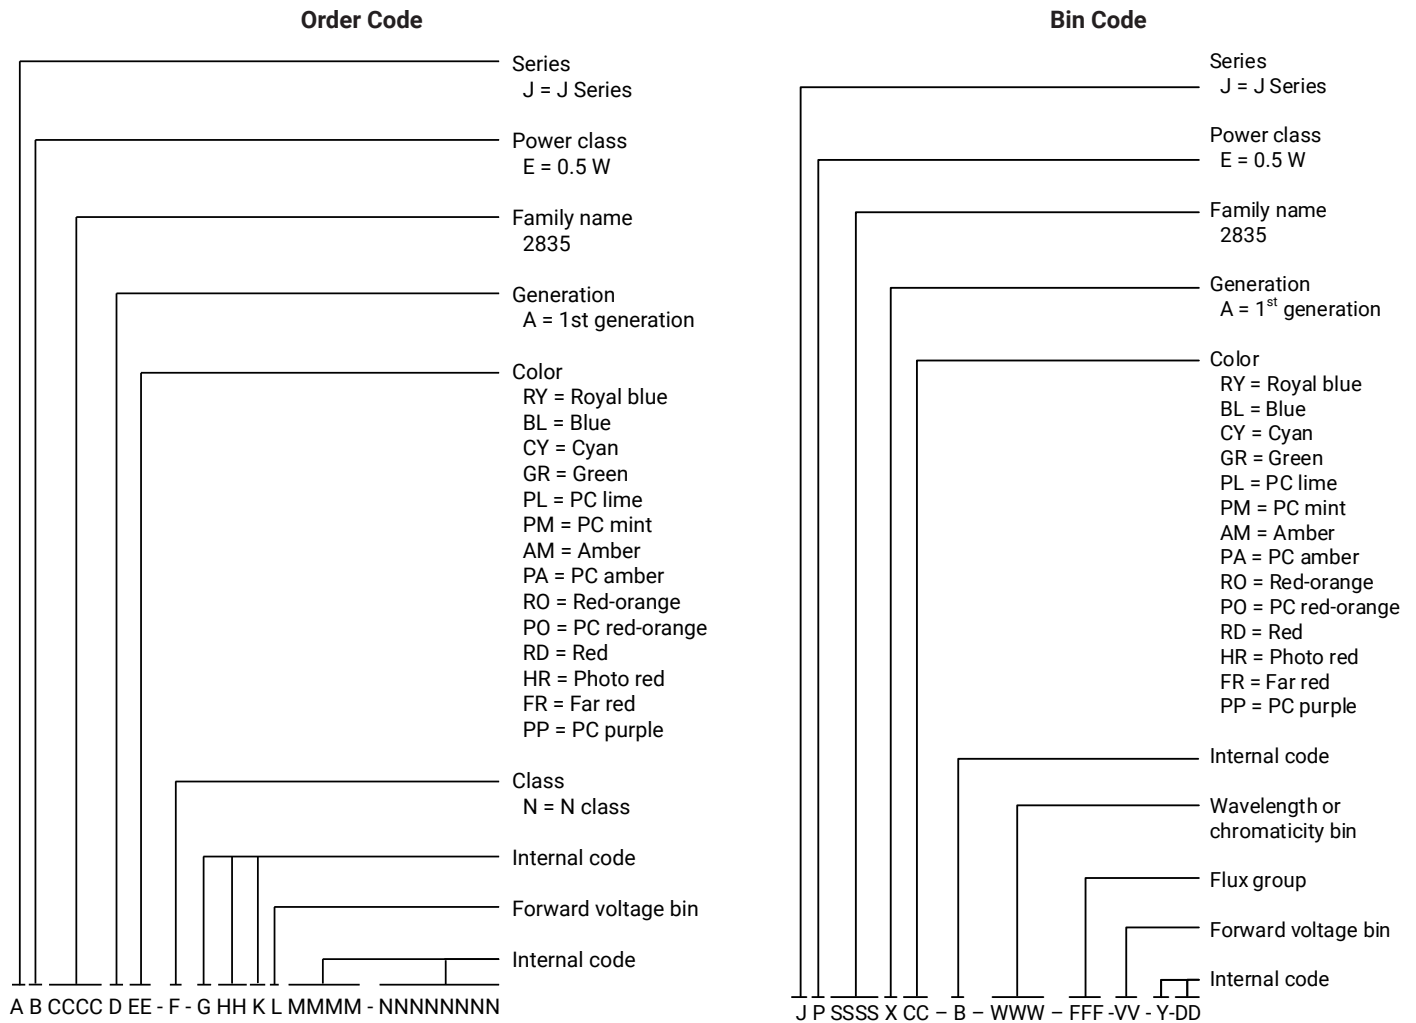 Order Code
Series
J = J Series
Power class
E = 0.5 W
Family name
2835
Generation
A = 1st generation
Color
RY = Royal blue
BL = Blue
CY = Cyan
GR = Green
PL = PC lime
PM = PC mint
AM = Amber
PA = PC amber
RO = Red-orange
PO = PC red-orange
RD = Red
HR = Photo red
FR = Far red
PP = PC purple
Class
N = N class
Internal code
Forward voltage bin
Internal code
A B CCCC D EE - F - G HH K L MMMM - NNNNNNNN
Bin Code
Series
J = J Series
Power class
E = 0.5 W
Family name
2835
Generation
A = 1st generation
Color
RY = Royal blue
BL = Blue
CY = Cyan
GR = Green
PL = PC lime
PM = PC mint
AM = Amber
PA = PC amber
RO = Red-orange
PO = PC red-orange
RD = Red
HR = Photo red
FR = Far red
PP = PC purple
Internal code
Wavelength or
chromaticity bin
Flux group
Forward voltage bin
Internal code
J P SSSS X CC – B – WWW – FFF -VV - Y-DD